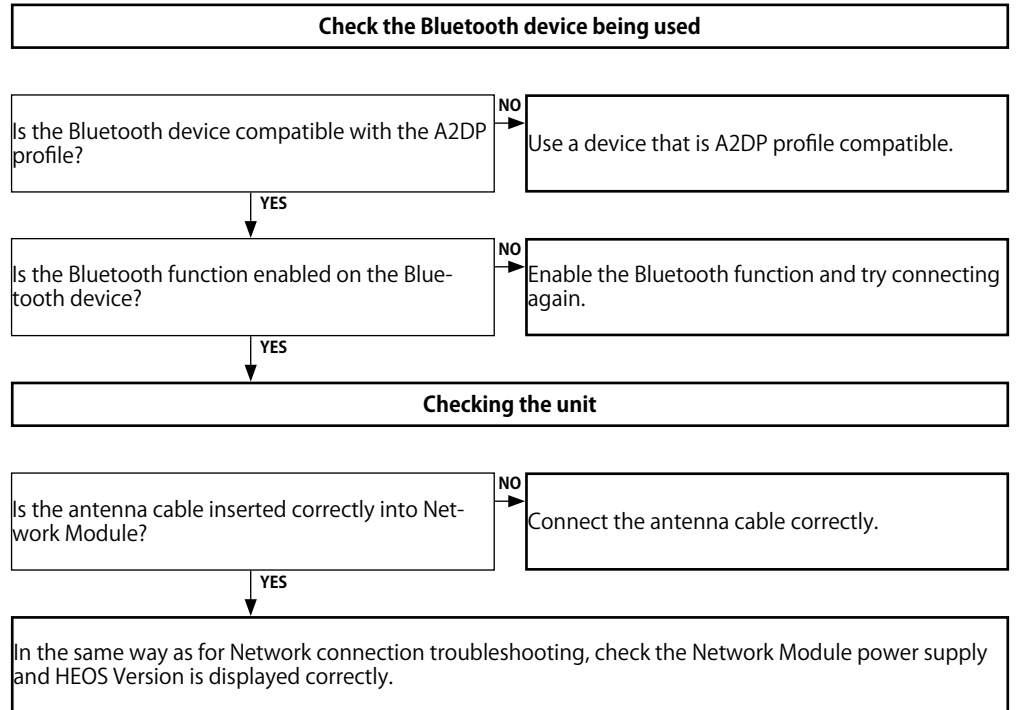 Check the Bluetooth device being used
Is the Bluetooth device compatible with the A2DP
profile?
NO
Use a device that is A2DP profile compatible.
YES
Is the Bluetooth function enabled on the Blue-
tooth device?
NO
Enable the Bluetooth function and try connecting
again.
YES
Checking the unit
Is the antenna cable inserted correctly into Net-
work Module?
NO
Connect the antenna cable correctly.
YES
In the same way as for Network connection troubleshooting, check the Network Module power supply
and HEOS Version is displayed correctly.